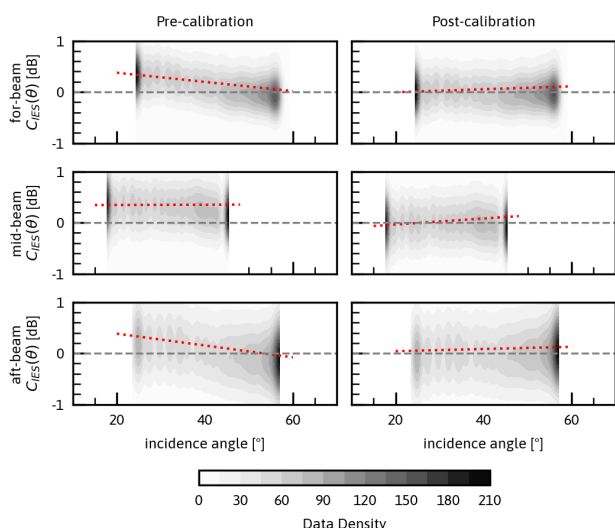 Pre-calibration Post-calibration
for-beam
C_IES(θ) [dB]
1
0
-1
mid-beam
C_IES(θ) [dB]
1
0
-1
aft-beam
C_IES(θ) [dB]
1
0
-1
20 40 60 20 40 60
incidence angle [°] incidence angle [°]
0 30 60 90 120 150 180 210
Data Density